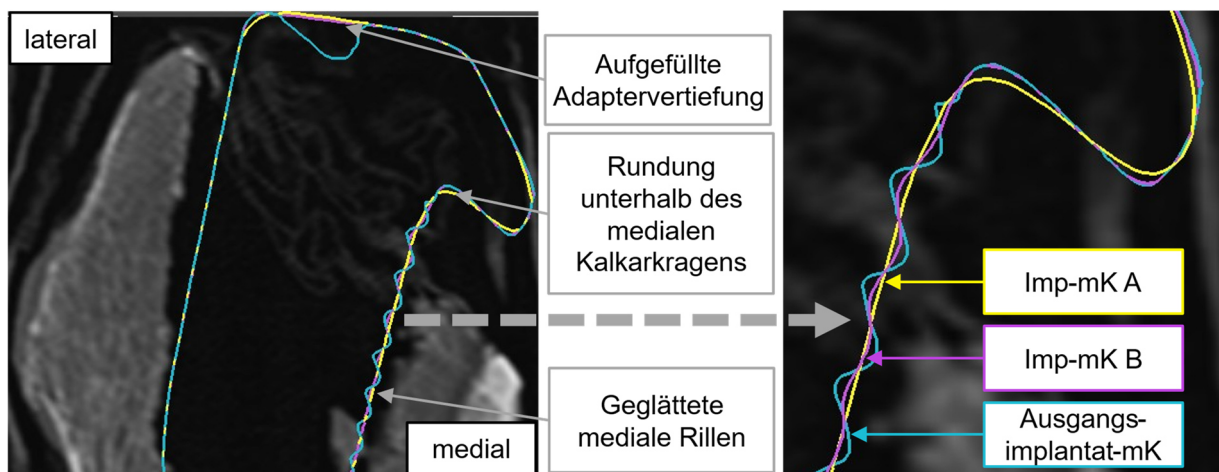 lateral
Aufgefüllte
Adaptervertiefung
Rundung
unterhalb des
medialen
Kalkarkragens
Geglättete
mediale Rillen
medial
Imp-mK A
Imp-mK B
Ausgangs-
implantat-mK